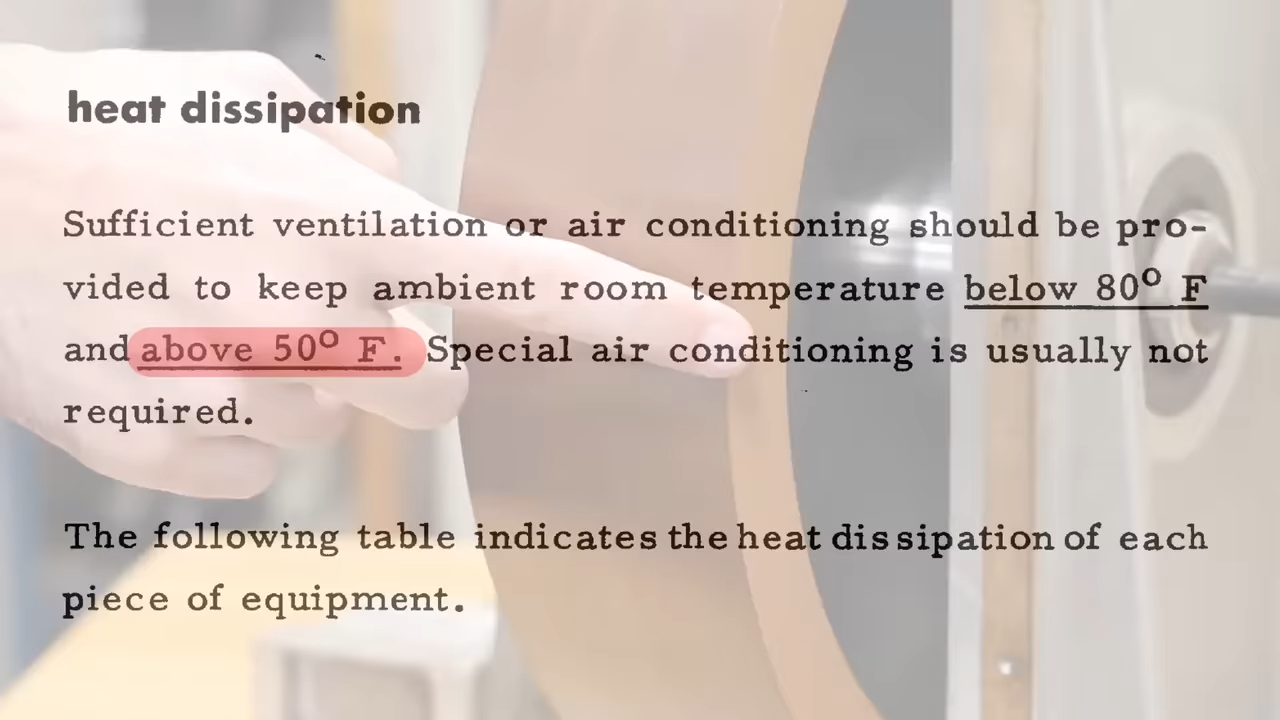 heat dissipation
Sufficient ventilation or air conditioning should be pro-
vided to keep ambient room temperature below 80º F
and above 50º F. Special air conditioning is usually not
required.
The following table indicates the heat dissipation of each
piece of equipment.